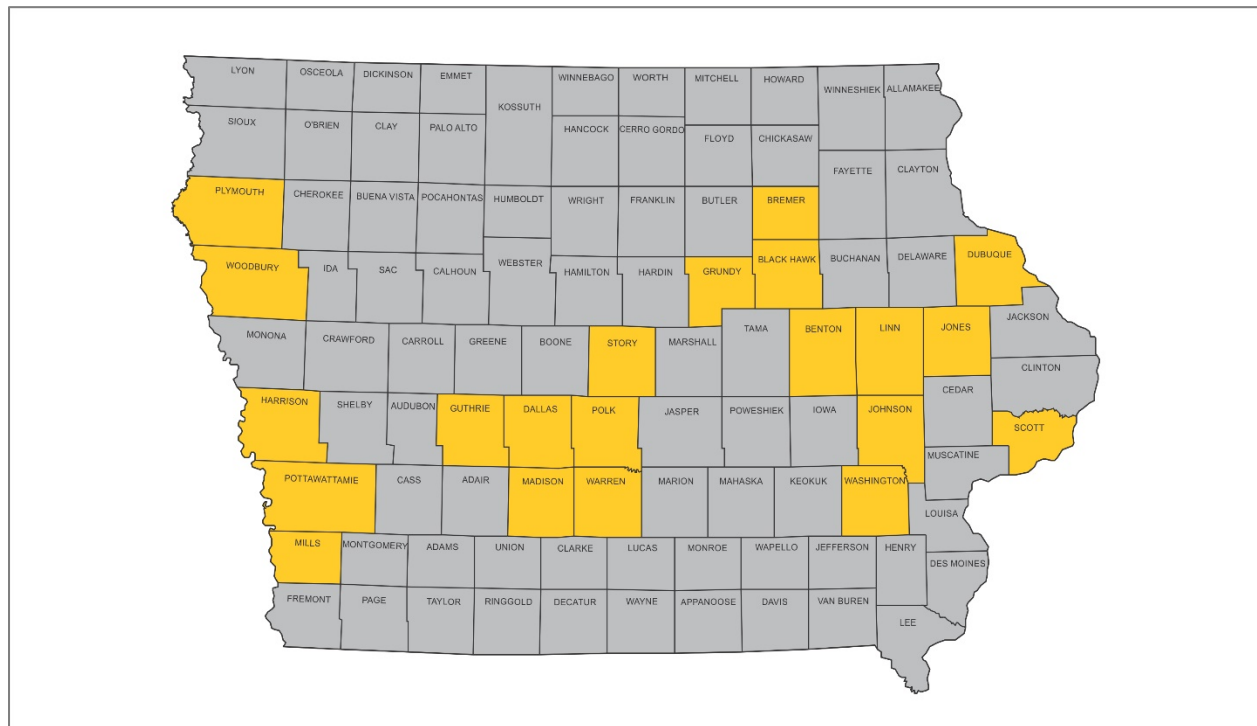 LYON
OSCEOLA
DICKINSON
EMMET
KOSSUTH
WINNEBAGO
WORTH
MITCHELL
HOWARD
WINNESHIEK
ALLAMAKEE
SIOUX
O'BRIEN
CLAY
PALO ALTO
HANCOCK
CERRO GORDO
FLOYD
CHICKASAW
FAYETTE
CLAYTON
PLYMOUTH
CHEROKEE
BUENA VISTA
POCAHONTAS
HUMBOLDT
WRIGHT
FRANKLIN
BUTLER
BREMER
WOODBURY
IDA
SAC
CALHOUN
WEBSTER
HAMILTON
HARDIN
GRUNDY
BLACK HAWK
BUCHANAN
DELAWARE
DUBUQUE
MONONA
CRAWFORD
CARROLL
GREENE
BOONE
STORY
MARSHALL
TAMA
BENTON
LINN
JONES
JACKSON
CLINTON
CEDAR
HARRISON
SHELBY
AUDUBON
GUTHRIE
DALLAS
POLK
JASPER
POWESHIEK
IOWA
JOHNSON
SCOTT
MUSCATINE
POTTAWATTAMIE
CASS
ADAIR
MADISON
WARREN
MARION
MAHASKA
KEOKUK
WASHINGTON
LOUISA
MILLS
MONTGOMERY
ADAMS
UNION
CLARKE
LUCAS
MONROE
WAPELLO
JEFFERSON
HENRY
DES MOINES
FREMONT
PAGE
TAYLOR
RINGGOLD
DECATUR
WAYNE
APPANOOSE
DAVIS
VAN BUREN
LEE